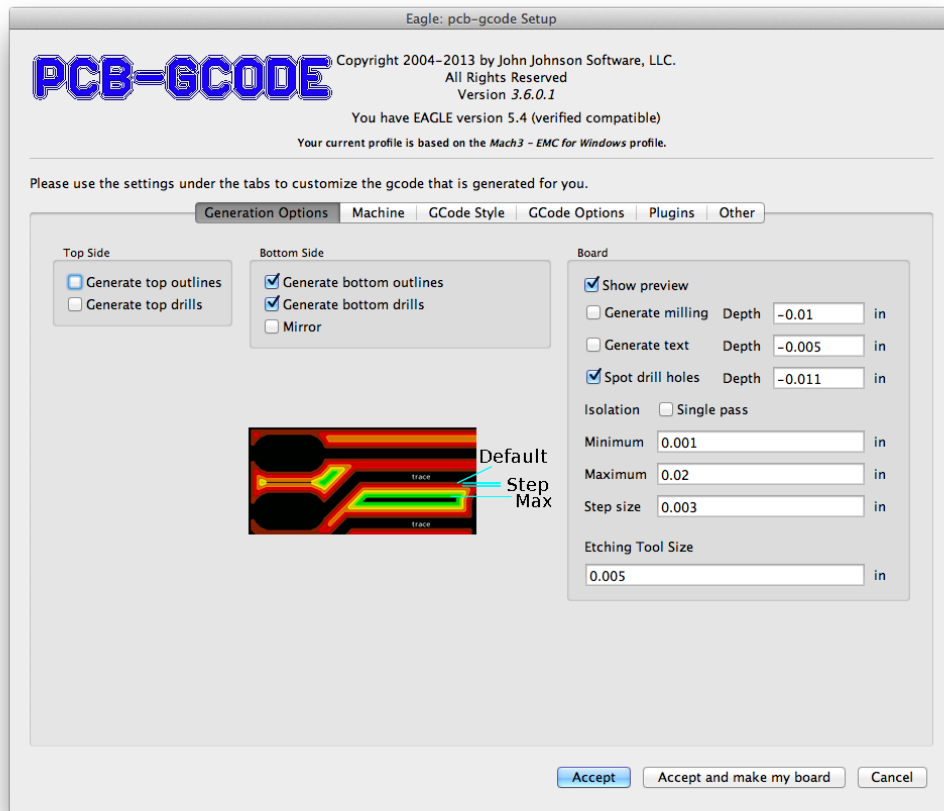 Eagle: pcb-gcode Setup
PCB-GCODE
Copyright 2004-2013 by John Johnson Software, LLC.
All Rights Reserved
Version 3.6.0.1
You have EAGLE version 5.4 (verified compatible)
Your current profile is based on the Mach3 - EMC for Windows profile.
Please use the settings under the tabs to customize the gcode that is generated for you.
Generation Options Machine GCode Style GCode Options Plugins Other
Top Side
Generate top outlines
Generate top drills
Bottom Side
Generate bottom outlines
Generate bottom drills
Mirror
trace
Default
Step
Max
trace
Board
Show preview
Generate milling Depth -0.01 in
Generate text Depth -0.005 in
Spot drill holes Depth -0.011 in
Isolation Single pass
Minimum 0.001 in
Maximum 0.02 in
Step size 0.003 in
Etching Tool Size
0.005 in
Accept Accept and make my board Cancel